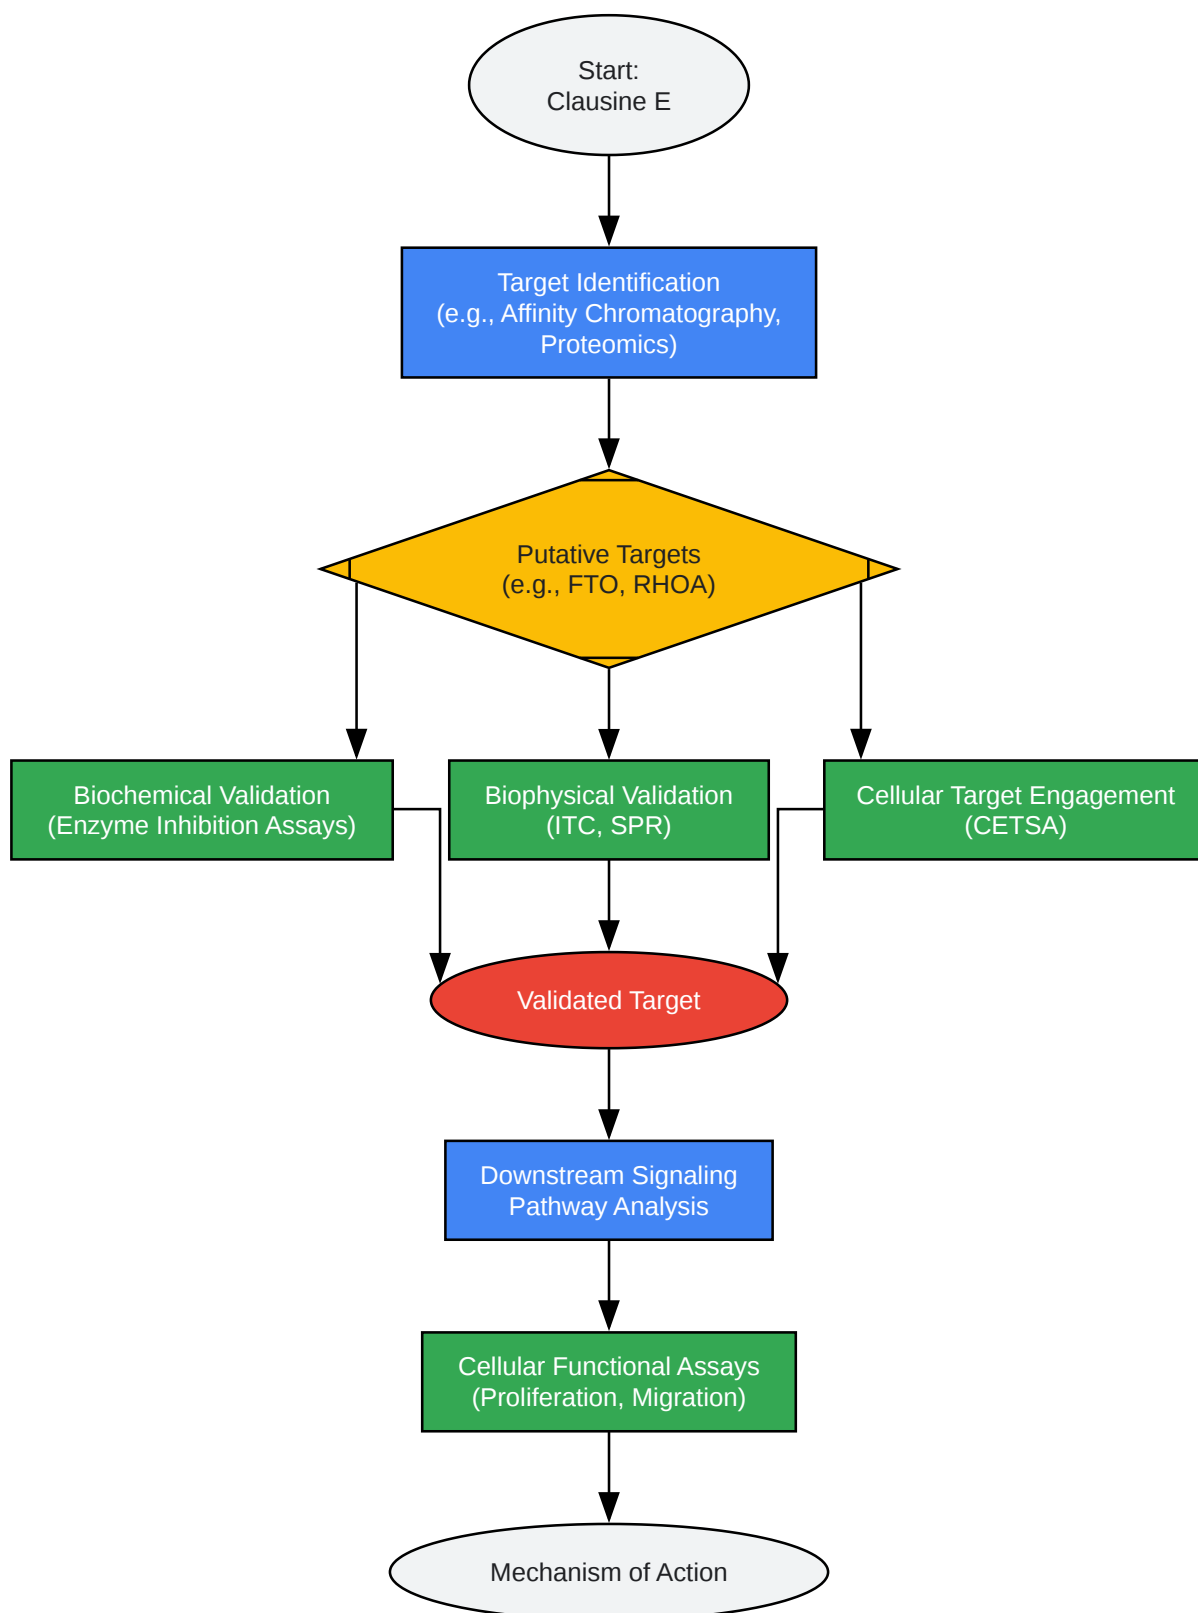 Start:
Clausine E
Target Identification
(e.g., Affinity Chromatography,
Proteomics)
Putative Targets
(e.g., FTO, RHOA)
Biochemical Validation
(Enzyme Inhibition Assays)
Biophysical Validation
(ITC, SPR)
Cellular Target Engagement
(CETSA)
Validated Target
Downstream Signaling
Pathway Analysis
Cellular Functional Assays
(Proliferation, Migration)
Mechanism of Action